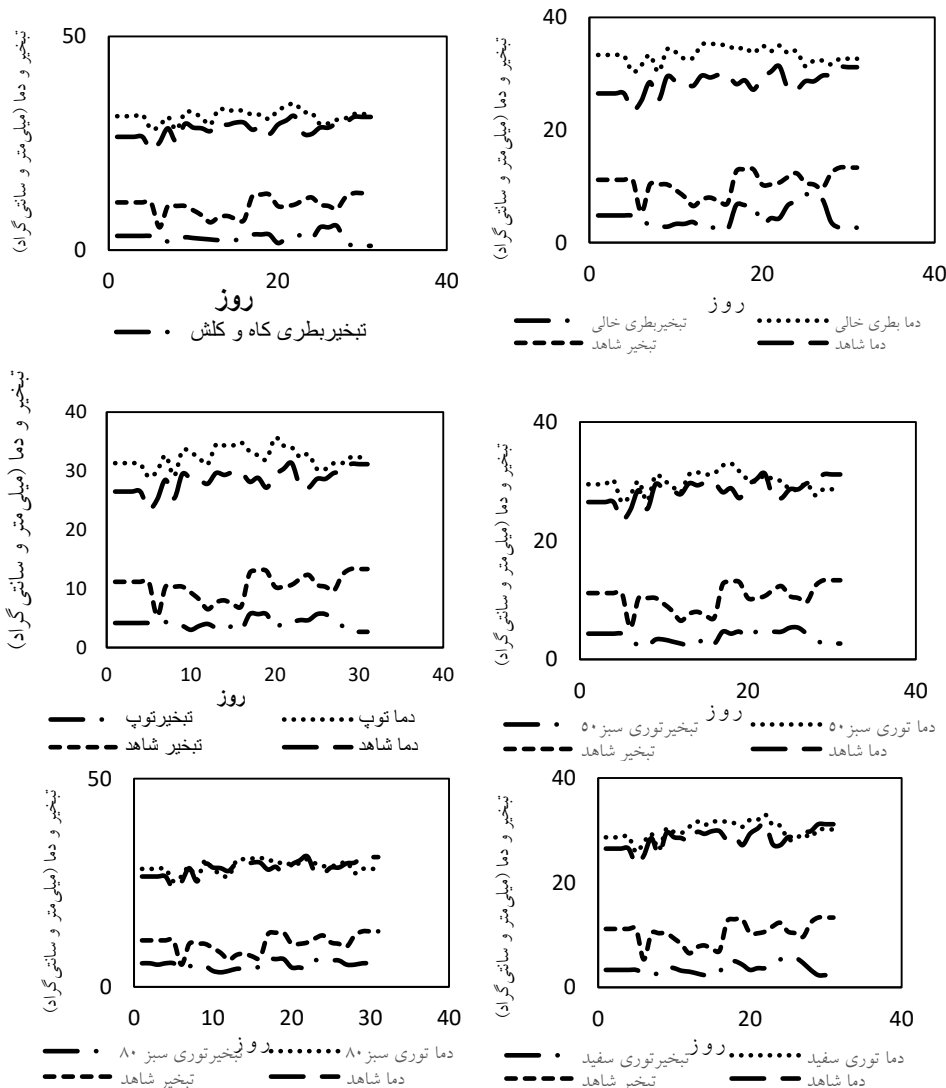 تبخیر و دما (میلی‌متر و سانتی‌گراد)
50
0
0
20
40
روز
تبخیربطری کاه و کلش
تبخیر و دما (میلی‌متر و سانتی‌گراد)
40
20
0
0
20
40
روز
تبخیربطری خالی
دما بطری خالی
تبخیر شاهد
دما شاهد
تبخیر و دما (میلی‌متر و سانتی‌گراد)
40
30
20
10
0
0
10
20
30
40
روز
تبخیرتوپ
دما توپ
تبخیر شاهد
دما شاهد
تبخیر و دما (میلی‌متر و سانتی‌گراد)
40
20
0
0
20
40
روز
تبخیرتوری سبز۵۰
دما توری سبز۵۰
تبخیر شاهد
دما شاهد
تبخیر و دما (میلی‌متر و سانتی‌گراد)
50
0
0
10
20
30
40
روز
تبخیرتوری سبز ۸۰
دما توری سبز۸۰
تبخیر شاهد
دما شاهد
تبخیر و دما (میلی‌متر و سانتی‌گراد)
40
20
0
0
20
40
روز
تبخیرتوری سفید
دما توری سفید
تبخیر شاهد
دما شاهد